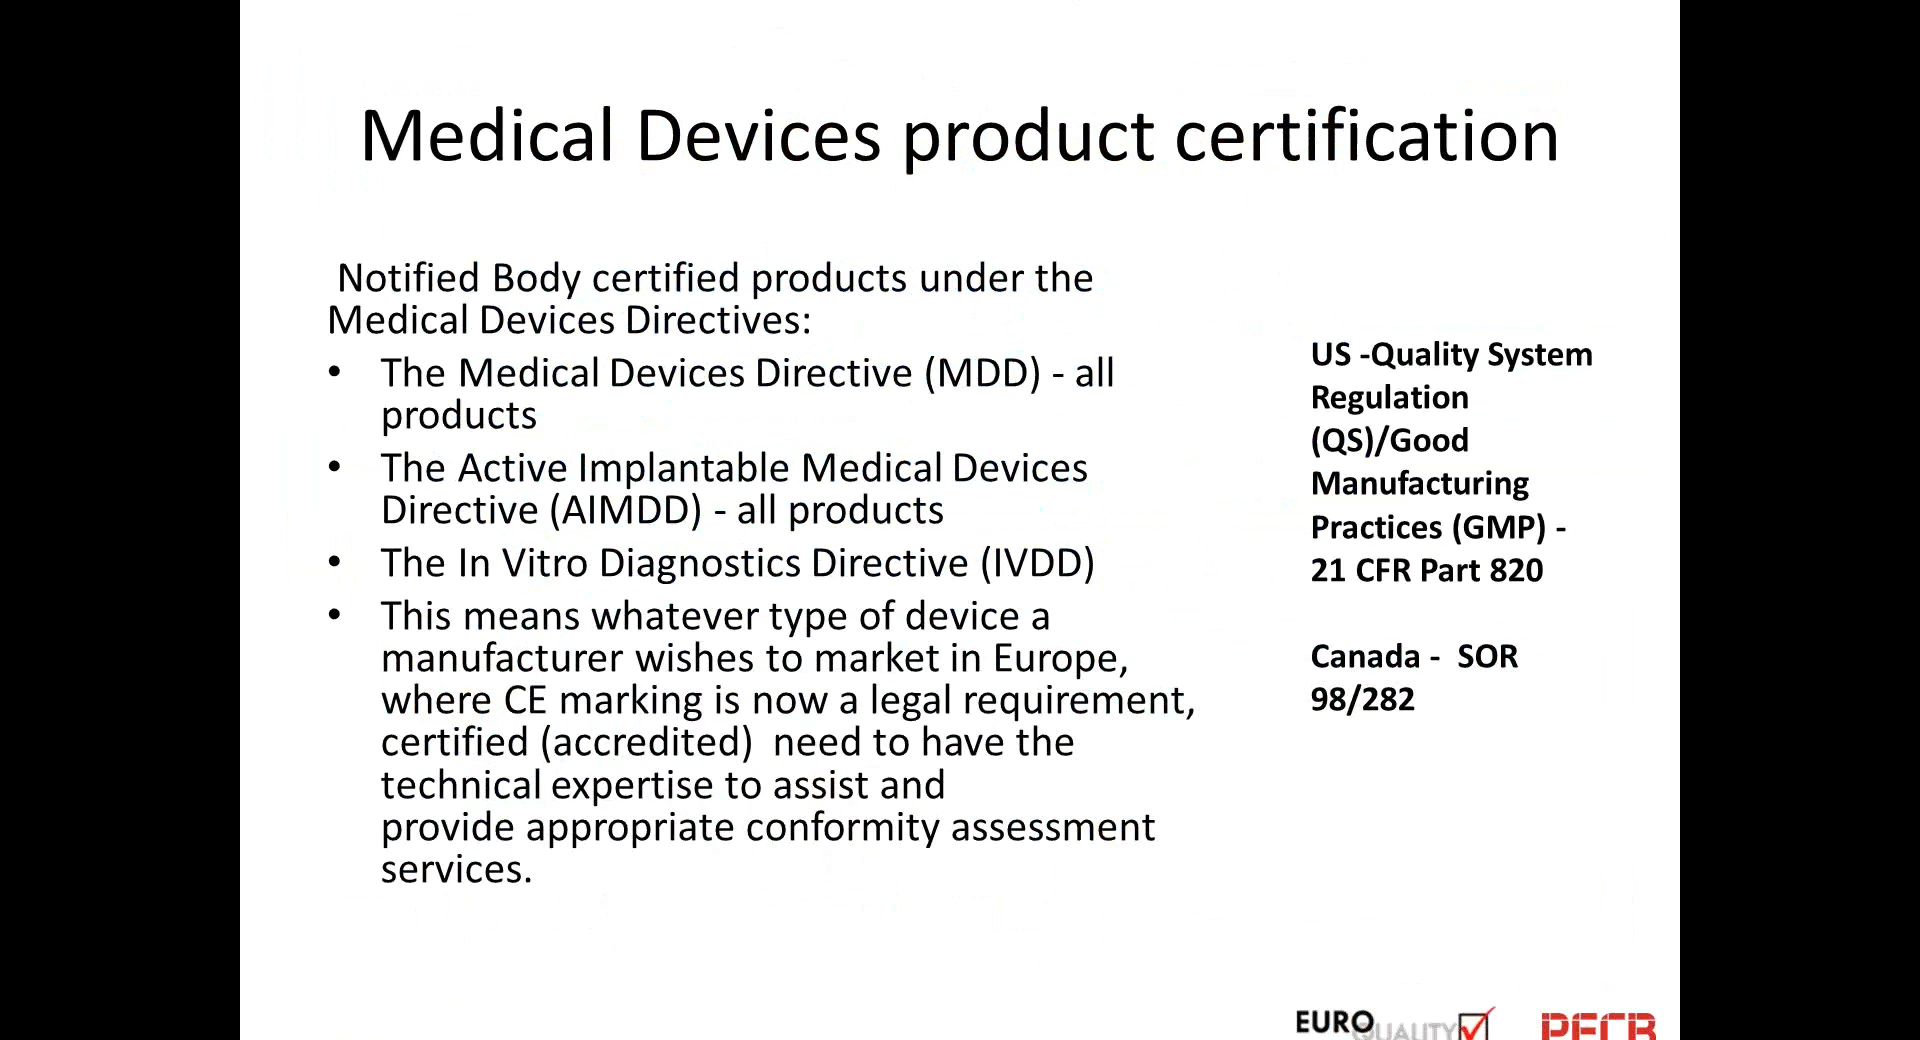 Medical Devices product certification
Notified Body certified products under the
Medical Devices Directives:
• The Medical Devices Directive (MDD) - all
products
• The Active Implantable Medical Devices
Directive (AIMDD) - all products
• The In Vitro Diagnostics Directive (IVDD)
• This means whatever type of device a
manufacturer wishes to market in Europe,
where CE marking is now a legal requirement,
certified (accredited)  need to have the
technical expertise to assist and
provide appropriate conformity assessment
services.
US -Quality System
Regulation
(QS)/Good
Manufacturing
Practices (GMP) -
21 CFR Part 820
Canada -  SOR
98/282
EURO
QUALITY
PECB